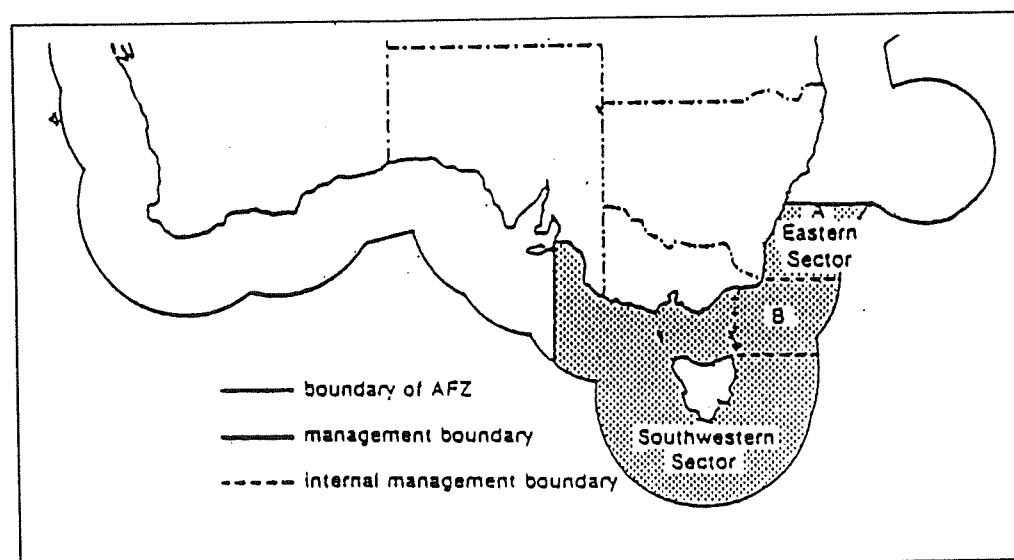 A
Eastern
Sector
B
boundary of AFZ
management boundary
internal management boundary
Southwestern
Sector